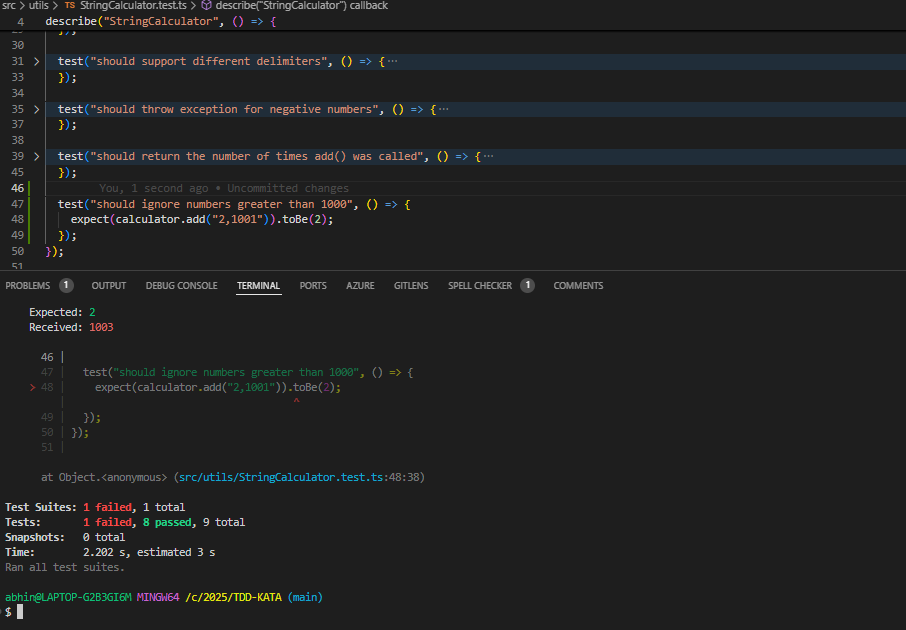 src > utils > TS StringCalculator.test.ts > describe("StringCalculator") callback
4 describe("StringCalculator", () => {
29 });
30
31 > test("should support different delimiters", () => {···
33 });
34
35 > test("should throw exception for negative numbers", () => {···
37 });
38
39 > test("should return the number of times add() was called", () => {···
45 });
46 You, 1 second ago • Uncommitted changes
47 test("should ignore numbers greater than 1000", () => {
48 expect(calculator.add("2,1001")).toBe(2);
49 });
50 });
51
PROBLEMS 1 OUTPUT DEBUG CONSOLE TERMINAL PORTS AZURE GITLENS SPELL CHECKER 1 COMMENTS
Expected: 2
Received: 1003
46 |
47 | test("should ignore numbers greater than 1000", () => {
> 48 | expect(calculator.add("2,1001")).toBe(2);
| ^
49 | });
50 | });
51 |
at Object.<anonymous> (src/utils/StringCalculator.test.ts:48:38)
Test Suites: 1 failed, 1 total
Tests: 1 failed, 8 passed, 9 total
Snapshots: 0 total
Time: 2.202 s, estimated 3 s
Ran all test suites.
abhin@LAPTOP-G2B3GI6M MINGW64 /c/2025/TDD-KATA (main)
$